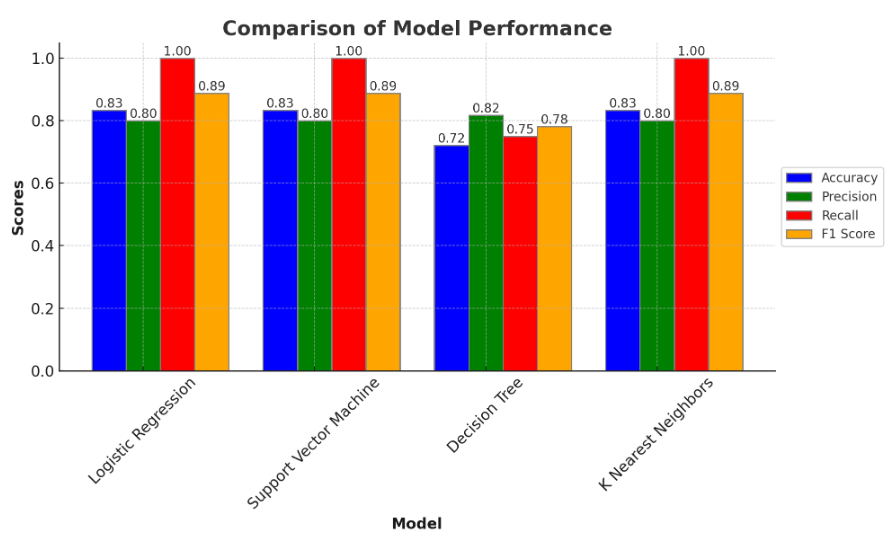 Comparison of Model Performance
1.00
1.00
1.00
1.0
0.89
0.89
0.89
0.83
0.83
0.83
0.82
0.80
0.80
0.80
0.78
0.75
0.72
0.8
0.6
0.4
0.2
0.0
Scores
Accuracy
Precision
Recall
F1 Score
Logistic Regression
Support Vector Machine
Decision Tree
K Nearest Neighbors
Model